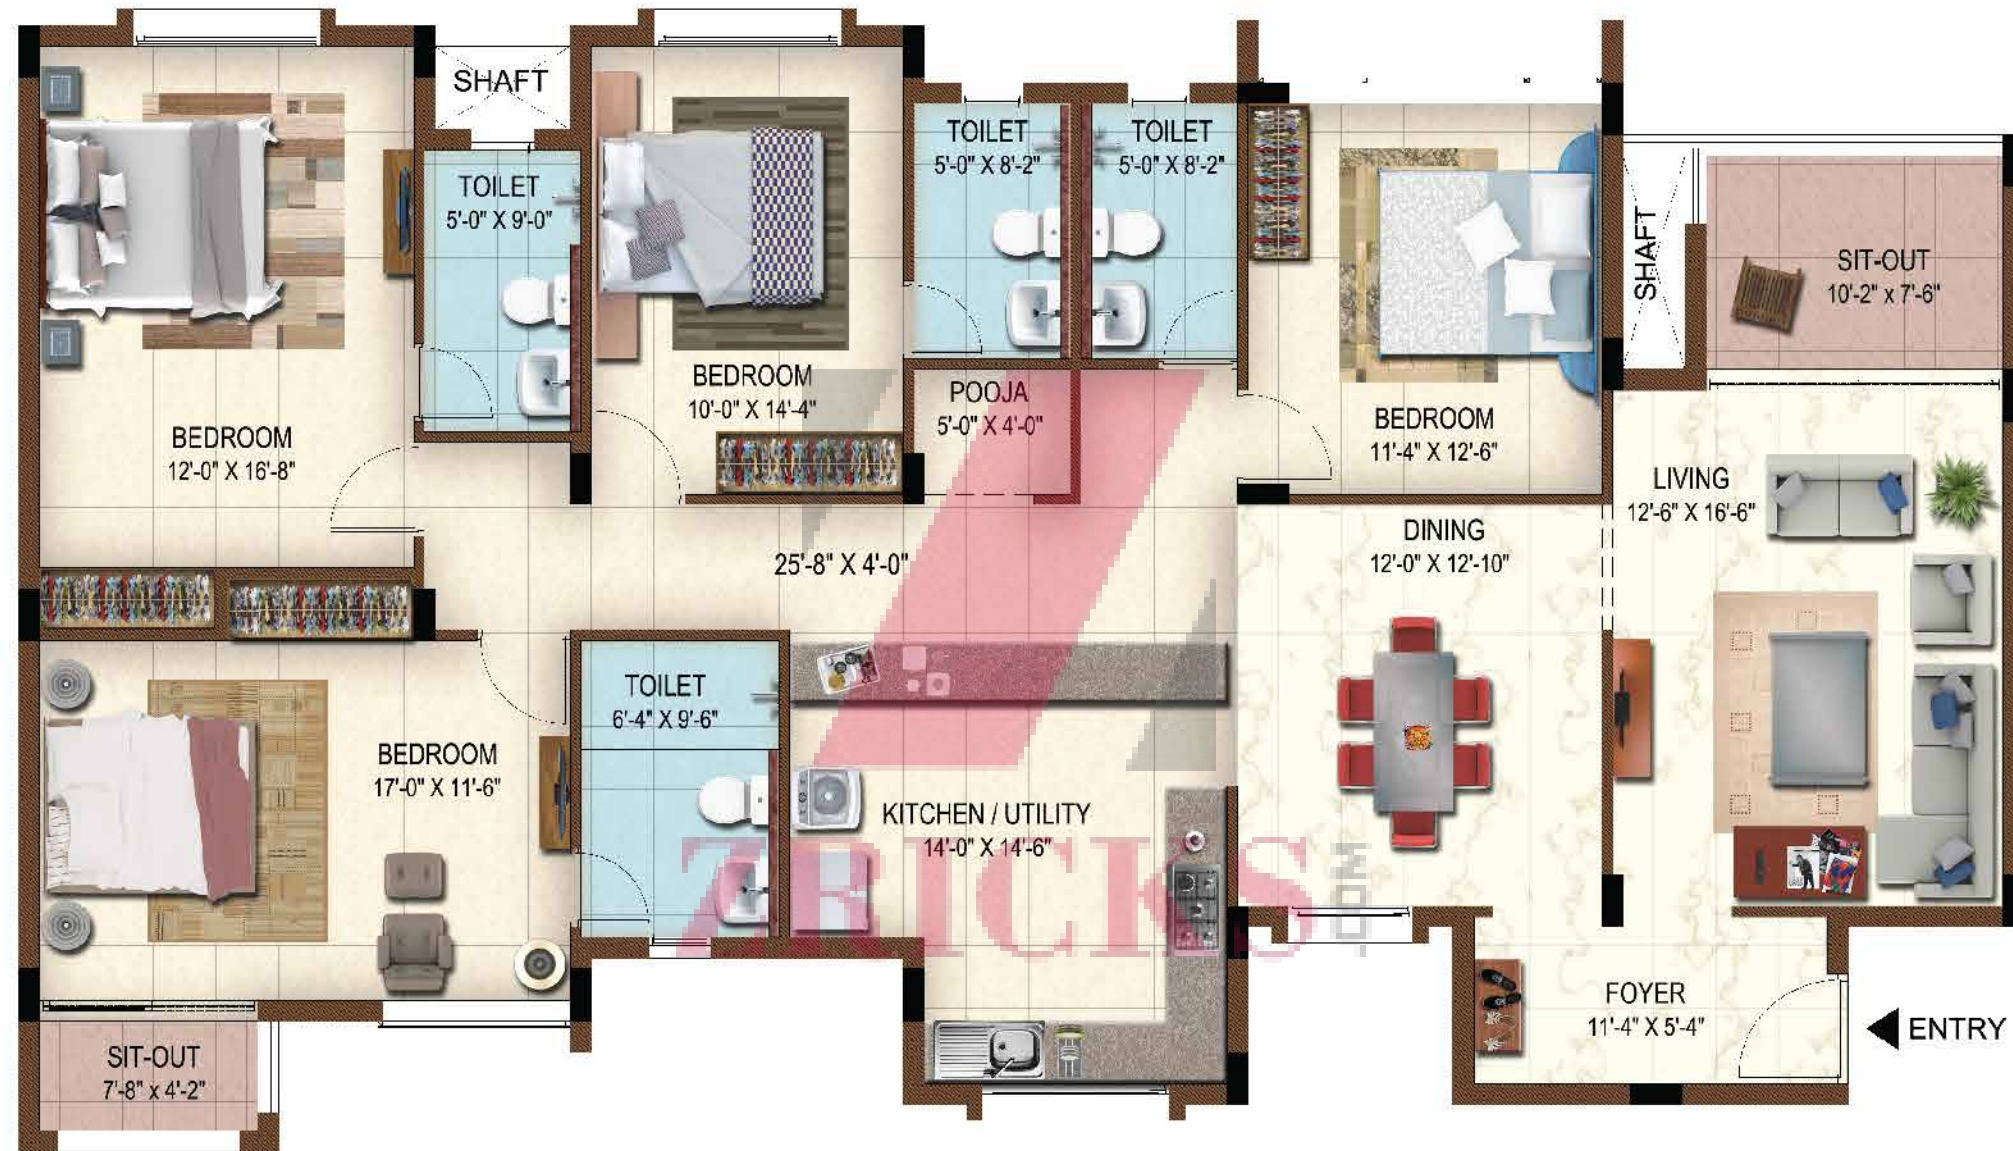 SHAFT
TOILET
5'-0" X 9'-0"
BEDROOM
12'-0" X 16'-8"
BEDROOM
10'-0" X 14'-4"
TOILET
5'-0" X 8'-2"
TOILET
5'-0" X 8'-2"
POOJA
5'-0" X 4'-0"
BEDROOM
11'-4" X 12'-6"
SHAFT
SIT-OUT
10'-2" x 7'-6"
LIVING
12'-6" X 16'-6"
DINING
12'-0" X 12'-10"
25'-8" X 4'-0"
BEDROOM
17'-0" X 11'-6"
TOILET
6'-4" X 9'-6"
KITCHEN / UTILITY
14'-0" X 14'-6"
ZRICKS
.COM
FOYER
11'-4" X 5'-4"
ENTRY
SIT-OUT
7'-8" x 4'-2"